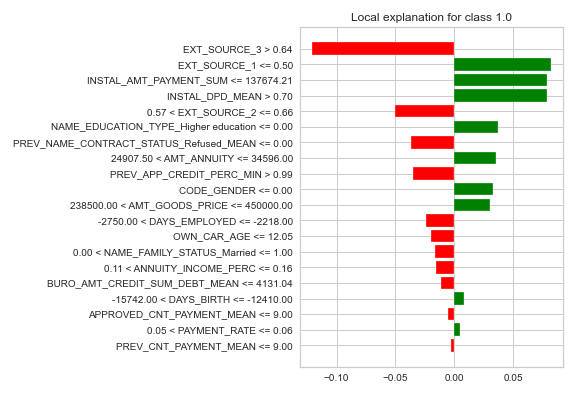 Local explanation for class 1.0
EXT_SOURCE_3 > 0.64
EXT_SOURCE_1 <= 0.50
INSTAL_AMT_PAYMENT_SUM <= 137674.21
INSTAL_DPD_MEAN > 0.70
0.57 < EXT_SOURCE_2 <= 0.66
NAME_EDUCATION_TYPE_Higher education <= 0.00
PREV_NAME_CONTRACT_STATUS_Refused_MEAN <= 0.00
24907.50 < AMT_ANNUITY <= 34596.00
PREV_APP_CREDIT_PERC_MIN > 0.99
CODE_GENDER <= 0.00
238500.00 < AMT_GOODS_PRICE <= 450000.00
-2750.00 < DAYS_EMPLOYED <= -2218.00
OWN_CAR_AGE <= 12.05
0.00 < NAME_FAMILY_STATUS_Married <= 1.00
0.11 < ANNUITY_INCOME_PERC <= 0.16
BURO_AMT_CREDIT_SUM_DEBT_MEAN <= 4131.04
-15742.00 < DAYS_BIRTH <= -12410.00
APPROVED_CNT_PAYMENT_MEAN <= 9.00
0.05 < PAYMENT_RATE <= 0.06
PREV_CNT_PAYMENT_MEAN <= 9.00
−0.10 −0.05 0.00 0.05